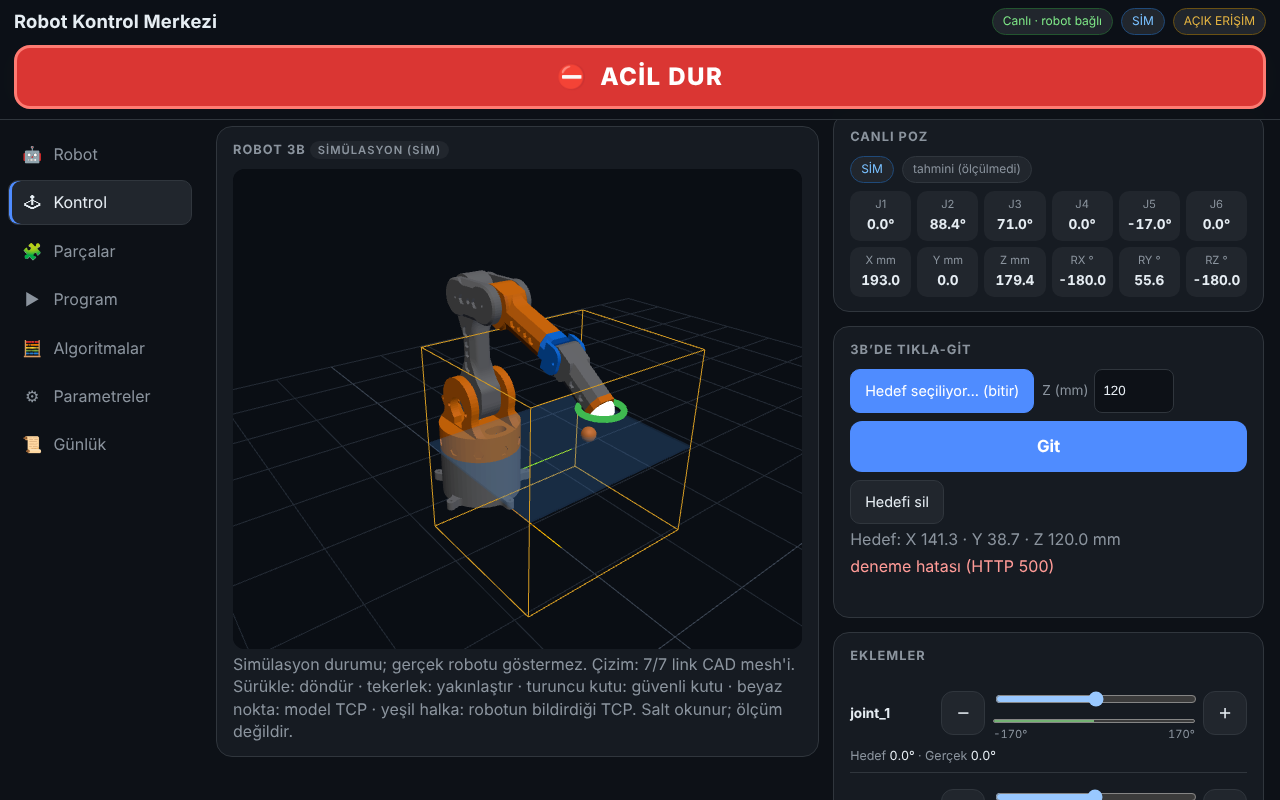 Robot Kontrol Merkezi
Canlı · robot bağlı
SİM
AÇIK ERİŞİM
ACİL DUR
Robot
Kontrol
Parçalar
Program
Algoritmalar
Parametreler
Günlük
ROBOT 3B SİMÜLASYON (SİM)
Simülasyon durumu; gerçek robotu göstermez. Çizim: 7/7 link CAD mesh'i.
Sürükle: döndür · tekerlek: yakınlaştır · turuncu kutu: güvenli kutu · beyaz
nokta: model TCP · yeşil halka: robotun bildirdiği TCP. Salt okunur; ölçüm
değildir.
CANLI POZ
SİM tahmini (ölçülmedi)
J1 J2 J3 J4 J5 J6
0.0° 88.4° 71.0° 0.0° -17.0° 0.0°
X mm Y mm Z mm RX ° RY ° RZ °
193.0 0.0 179.4 -180.0 55.6 -180.0
3B'DE TIKLA-GİT
Hedef seçiliyor… (bitir) Z (mm) 120
Git
Hedefi sil
Hedef: X 141.3 · Y 38.7 · Z 120.0 mm
deneme hatası (HTTP 500)
EKLEMLER
joint_1 − +
-170° 170°
Hedef 0.0° · Gerçek 0.0°